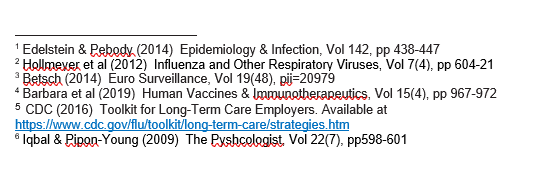 1 Edelstein & Pebody (2014) Epidemiology & Infection, Vol 142, pp 438-447
2 Hollmeyer et al (2012) Influenza and Other Respiratory Viruses, Vol 7(4), pp 604-21
3 Betsch (2014) Euro Surveillance, Vol 19(48), pii=20979
4 Barbara et al (2019) Human Vaccines & Immunotherapeutics, Vol 15(4), pp 967-972
5 CDC (2016) Toolkit for Long-Term Care Employers. Available at
https://www.cdc.gov/flu/toolkit/long-term-care/strategies.htm
6 Iqbal & Pipon-Young (2009) The Pyshcologist, Vol 22(7), pp598-601